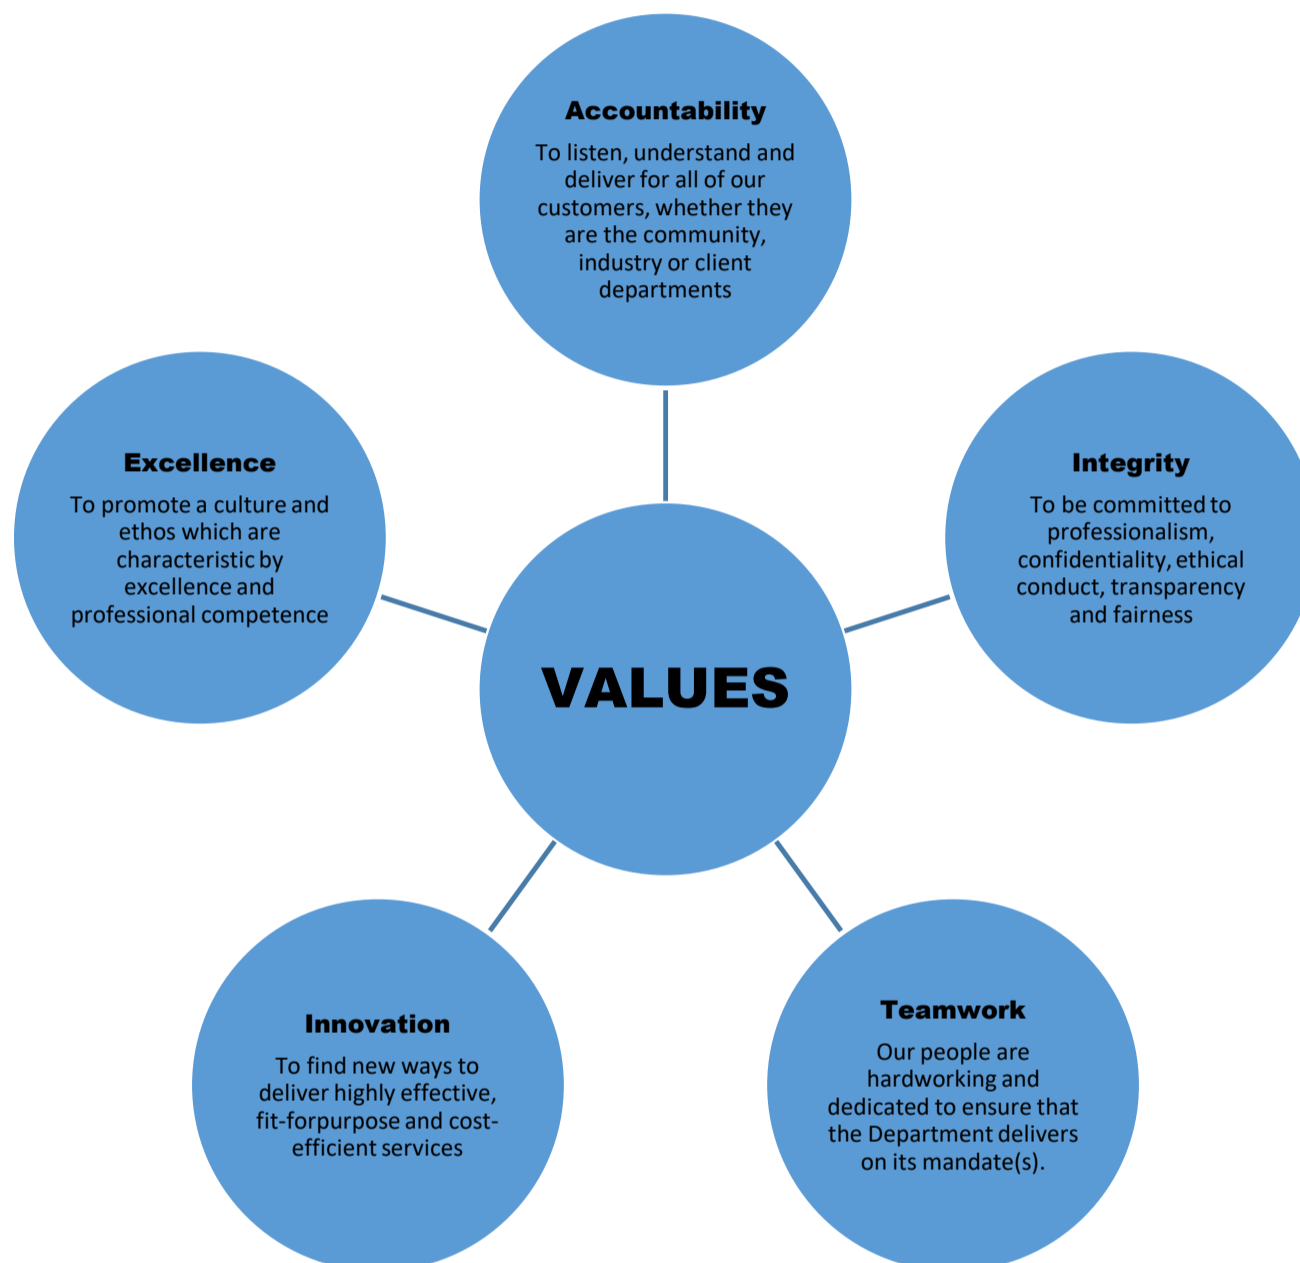 Accountability
To listen, understand and
deliver for all of our
customers, whether they
are the community,
industry or client
departments
Excellence
To promote a culture and
ethos which are
characteristic by
excellence and
professional competence
Integrity
To be committed to
professionalism,
confidentiality, ethical
conduct, transparency
and fairness
VALUES
Innovation
To find new ways to
deliver highly effective,
fit-forpurpose and cost-
efficient services
Teamwork
Our people are
hardworking and
dedicated to ensure that
the Department delivers
on its mandate(s).